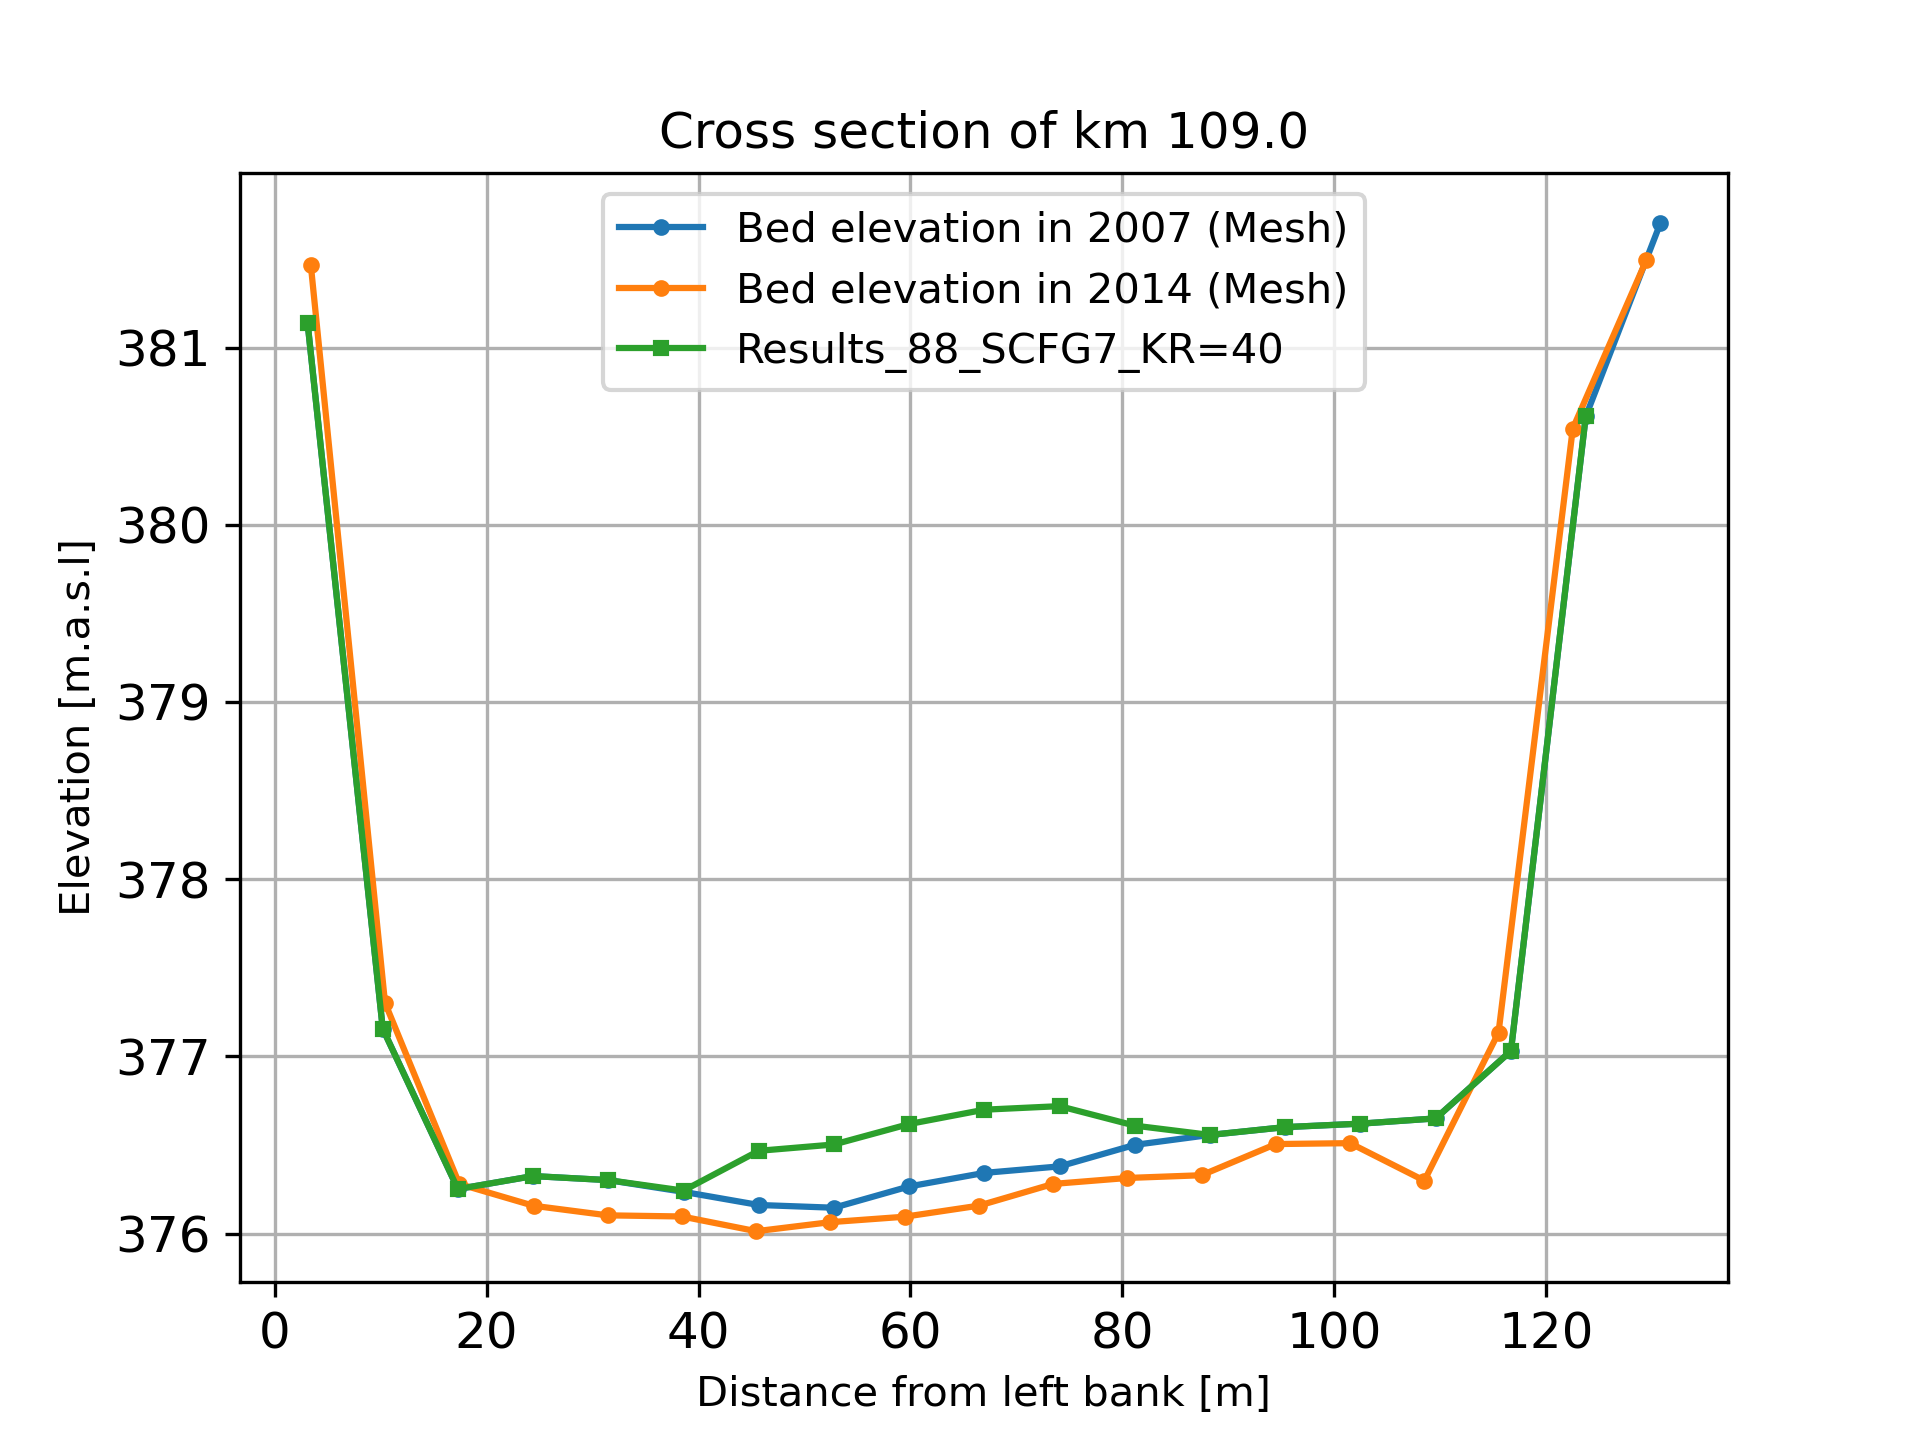 Cross section of km 109.0
Bed elevation in 2007 (Mesh)
Bed elevation in 2014 (Mesh)
Results_88_SCFG7_KR=40
381
380
379
378
377
376
Elevation [m.a.s.l]
0 20 40 60 80 100 120
Distance from left bank [m]